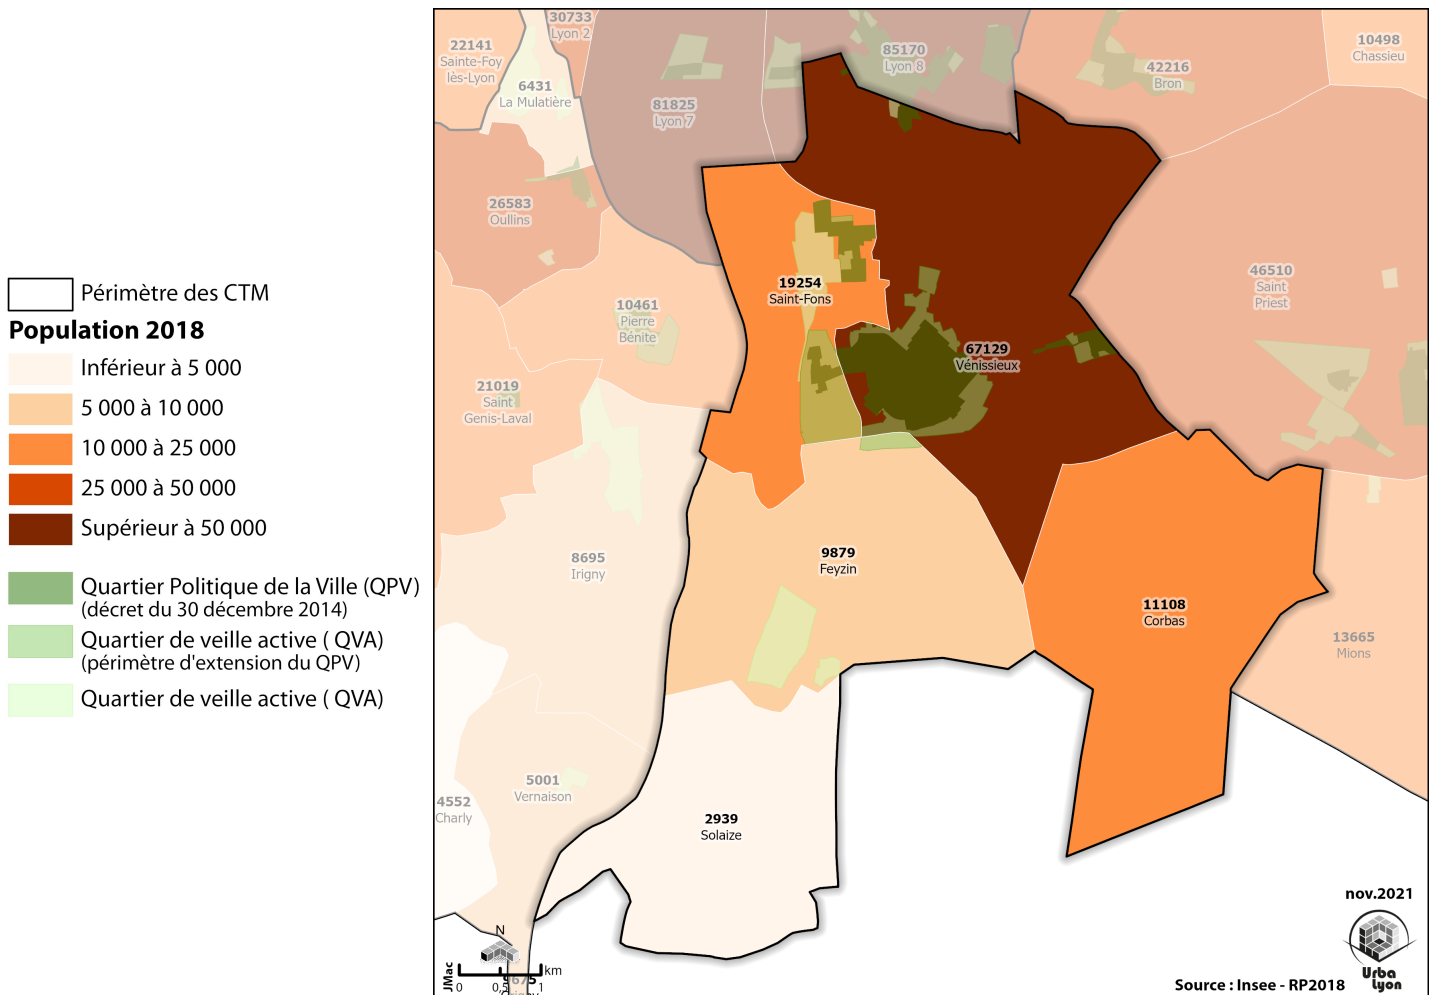 Périmètre des CTM
Population 2018
Inférieur à 5 000
5 000 à 10 000
10 000 à 25 000
25 000 à 50 000
Supérieur à 50 000
Quartier Politique de la Ville (QPV)
(décret du 30 décembre 2014)
Quartier de veille active ( QVA)
(périmètre d'extension du QPV)
Quartier de veille active ( QVA)
30733
Lyon 2
22141
Sainte-Foy
lès-Lyon
6431
La Mulatière
81825
Lyon 7
85170
Lyon 8
42216
Bron
10498
Chassieu
26583
Oullins
10461
Pierre
Bénite
19254
Saint-Fons
67129
Vénissieux
46510
Saint
Priest
21019
Saint
Genis-Laval
8695
Irigny
9879
Feyzin
11108
Corbas
13665
Mions
5001
Vernaison
4552
Charly
2939
Solaize
N
km
0
0,5
1
JMac
nov.2021
Urba
Lyon
Source : Insee - RP2018